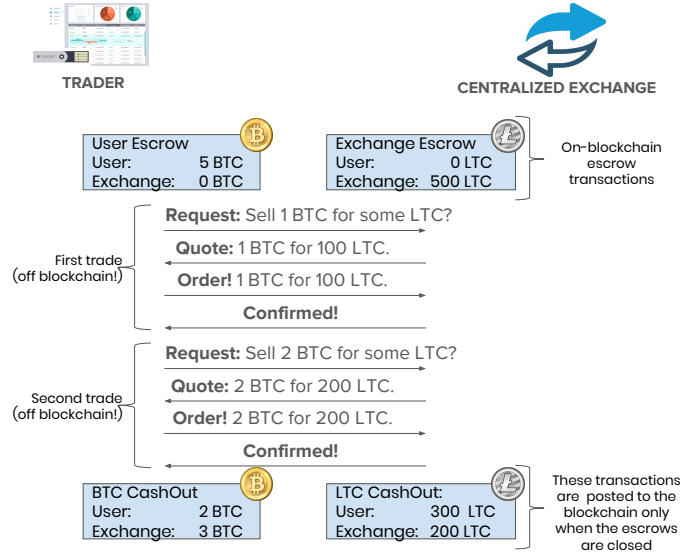 TRADER
CENTRALIZED EXCHANGE
User Escrow
User: 5 BTC
Exchange: 0 BTC
Exchange Escrow
User: 0 LTC
Exchange: 500 LTC
On-blockchain
escrow
transactions
First trade
(off blockchain!)
Request: Sell 1 BTC for some LTC?
Quote: 1 BTC for 100 LTC.
Order! 1 BTC for 100 LTC.
Confirmed!
Second trade
(off blockchain!)
Request: Sell 2 BTC for some LTC?
Quote: 2 BTC for 200 LTC.
Order! 2 BTC for 200 LTC.
Confirmed!
BTC CashOut
User: 2 BTC
Exchange: 3 BTC
LTC CashOut:
User: 300 LTC
Exchange: 200 LTC
These transactions
are posted to the
blockchain only
when the escrows
are closed